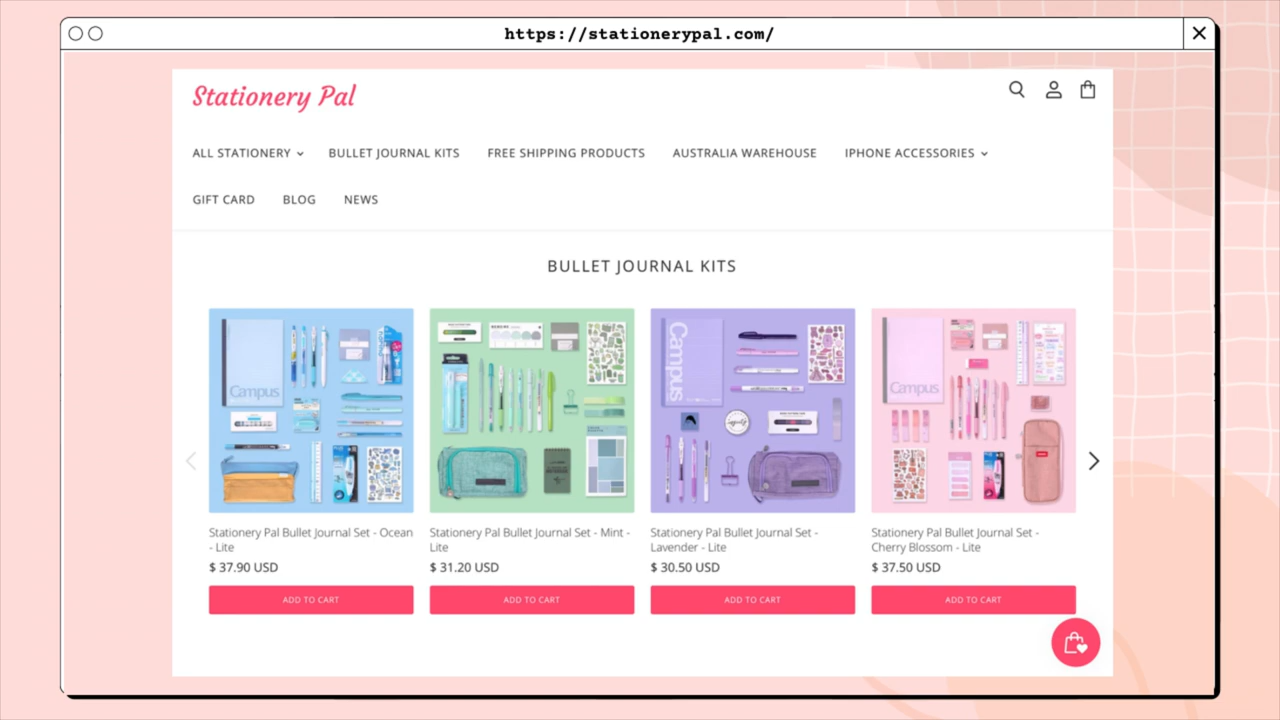 https://stationerypal.com/
Stationery Pal
ALL STATIONERY
BULLET JOURNAL KITS
FREE SHIPPING PRODUCTS
AUSTRALIA WAREHOUSE
IPHONE ACCESSORIES
GIFT CARD
BLOG
NEWS
BULLET JOURNAL KITS
Campus
Campus
Campus
Stationery Pal Bullet Journal Set - Ocean
- Lite
$ 37.90 USD
ADD TO CART
Stationery Pal Bullet Journal Set - Mint -
Lite
$ 31.20 USD
ADD TO CART
Stationery Pal Bullet Journal Set -
Lavender - Lite
$ 30.50 USD
ADD TO CART
Stationery Pal Bullet Journal Set -
Cherry Blossom - Lite
$ 37.50 USD
ADD TO CART